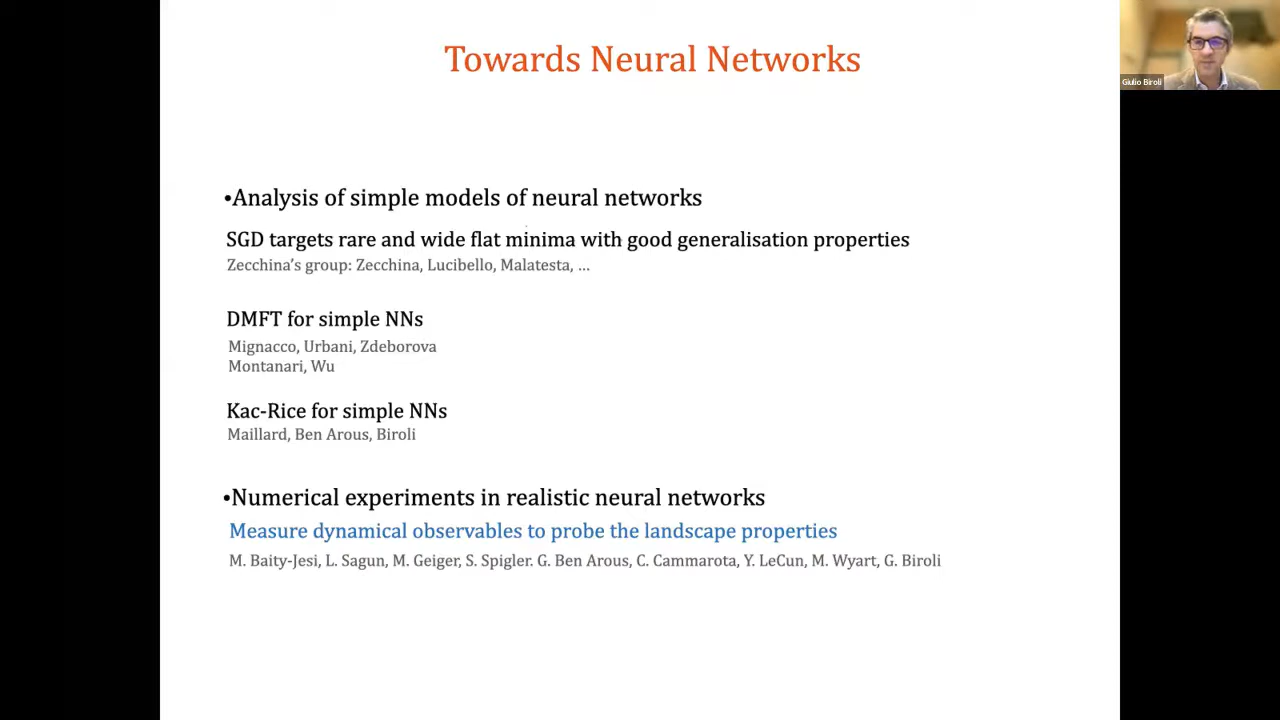 Towards Neural Networks
Giulio Biroli
•Analysis of simple models of neural networks
SGD targets rare and wide flat minima with good generalisation properties
Zecchina's group: Zecchina, Lucibello, Malatesta, ...
DMFT for simple NNs
Mignacco, Urbani, Zdeborova
Montanari, Wu
Kac-Rice for simple NNs
Maillard, Ben Arous, Biroli
•Numerical experiments in realistic neural networks
Measure dynamical observables to probe the landscape properties
M. Baity-Jesi, L. Sagun, M. Geiger, S. Spigler. G. Ben Arous, C. Cammarota, Y. LeCun, M. Wyart, G. Biroli